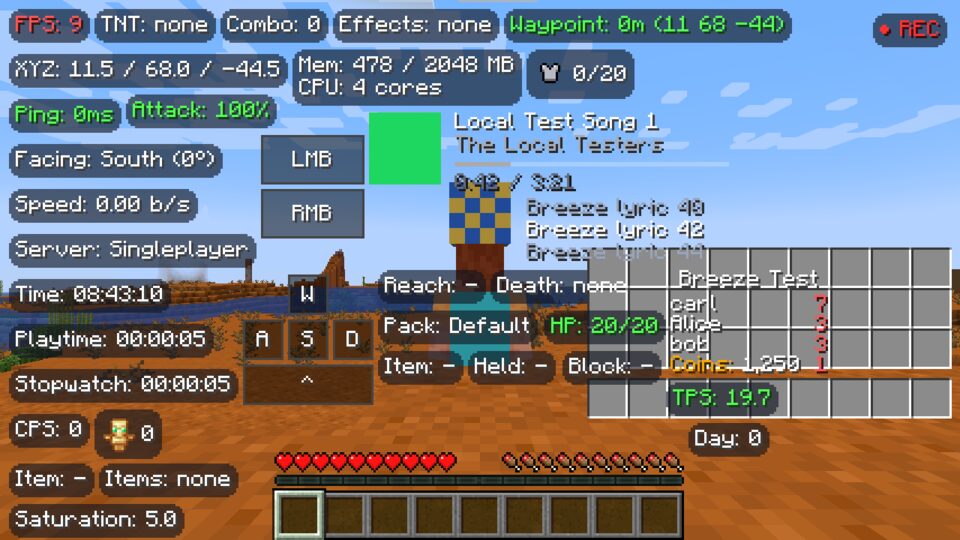 FPS: 9 TNT: none Combo: 0 Effects: none Waypoint: 0m (11 68 -44) REC
XYZ: 11.5 / 68.0 / -44.5 Mem: 478 / 2048 MB
CPU: 4 cores
0/20
Ping: 0ms Attack: 100%
Local Test Song 1
The Local Testers
0:42 / 3:21
Facing: South (0°) LMB
Speed: 0.00 b/s RMB
Breeze lyric 40
Breeze lyric 42
Breeze lyric 44
Server: Singleplayer
Time: 08:43:10 W Reach: - Death: none
Breeze Test
carl 7
Alice 3
bob 3
Coins: 1,250 1
Playtime: 00:00:05 A S D Pack: Default HP: 20/20
Item: - Held: - Block: -
Stopwatch: 00:00:05 ^
TPS: 19.7
CPS: 0 0 Day: 0
Item: - Items: none
Saturation: 5.0